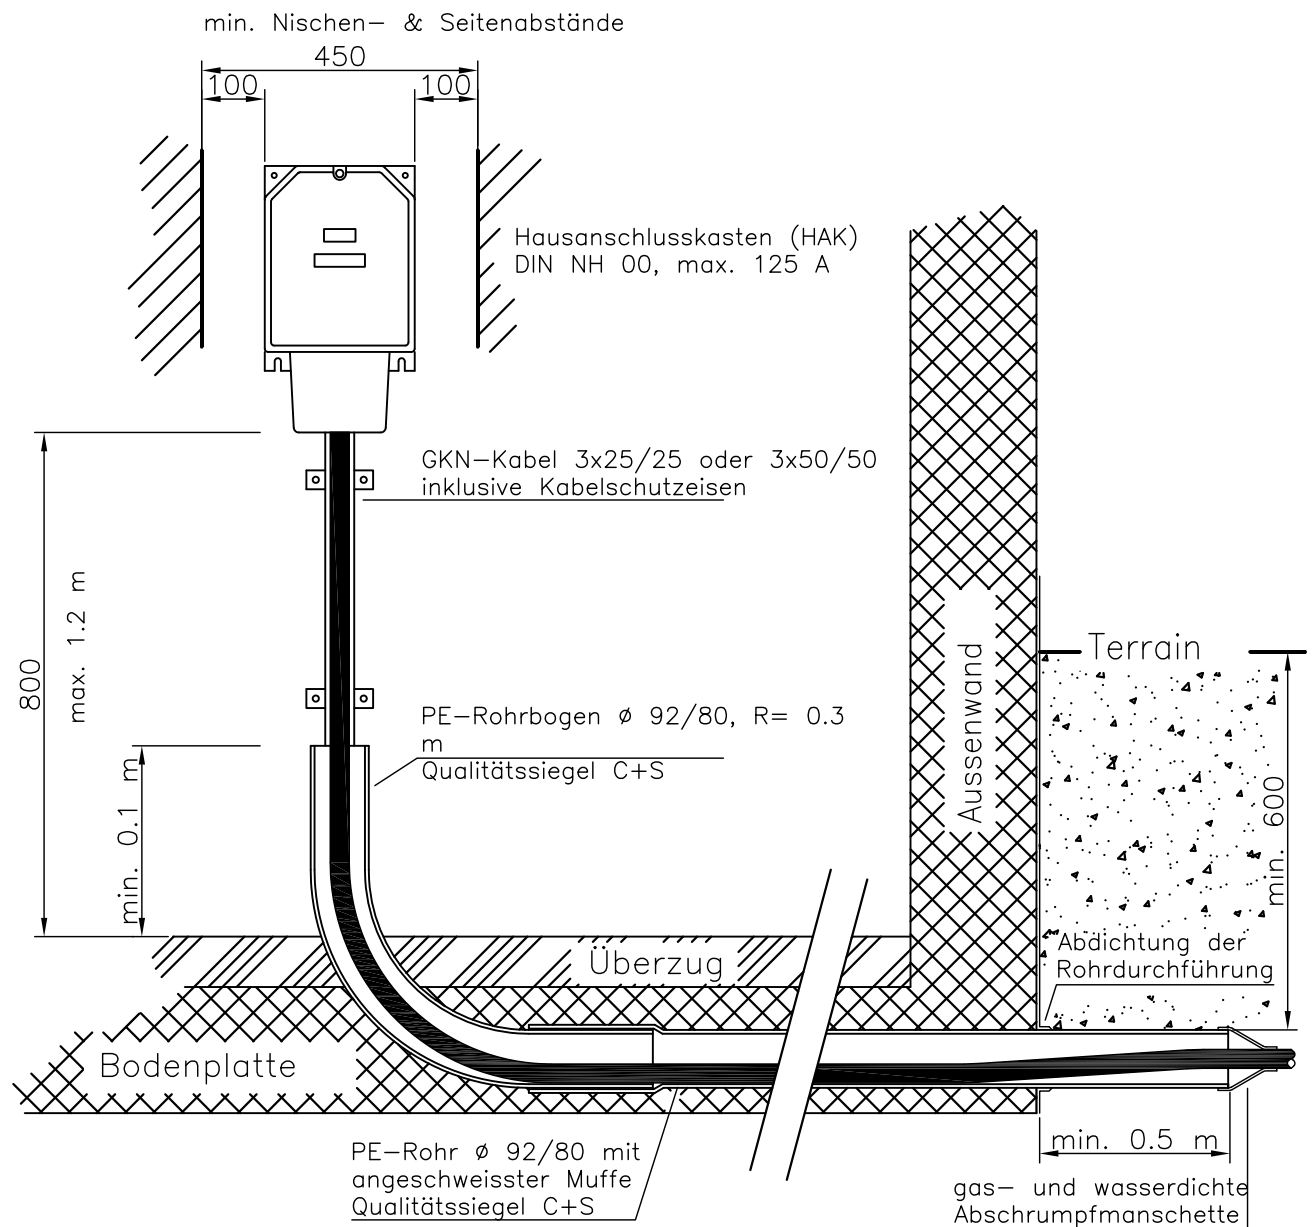 min. Nischen- & Seitenabstände
450
100
100
Hausanschlusskasten (HAK)
DIN NH 00, max. 125 A
GKN-Kabel 3x25/25 oder 3x50/50
inklusive Kabelschutzeisen
800
max. 1.2 m
Aussenwand
Terrain
PE-Rohrbogen ø 92/80, R= 0.3
m
Qualitätssiegel C+S
min. 0.1 m
min. 600
Überzug
Abdichtung der
Rohrdurchführung
Bodenplatte
PE-Rohr ø 92/80 mit
angeschweisster Muffe
Qualitätssiegel C+S
min. 0.5 m
gas- und wasserdichte
Abschrumpfmanschette